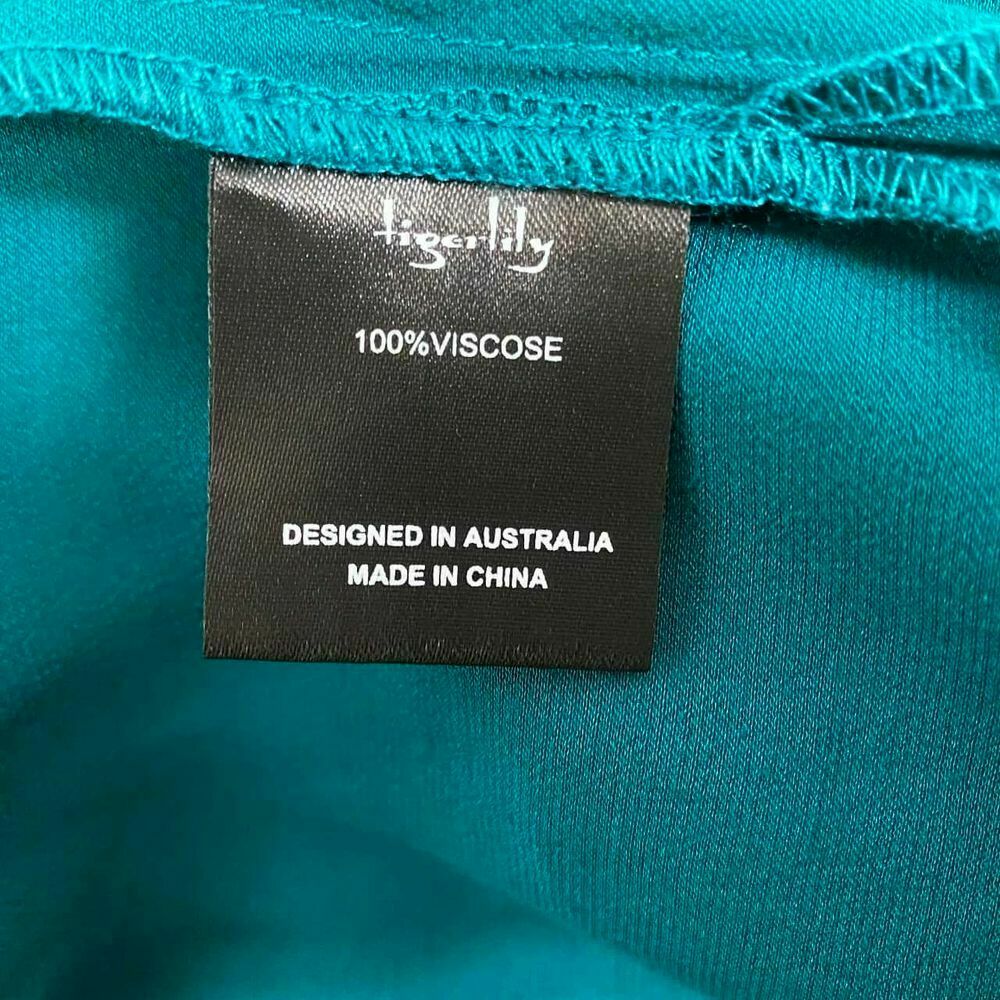 tigerlily
100%VISCOSE
DESIGNED IN AUSTRALIA
MADE IN CHINA